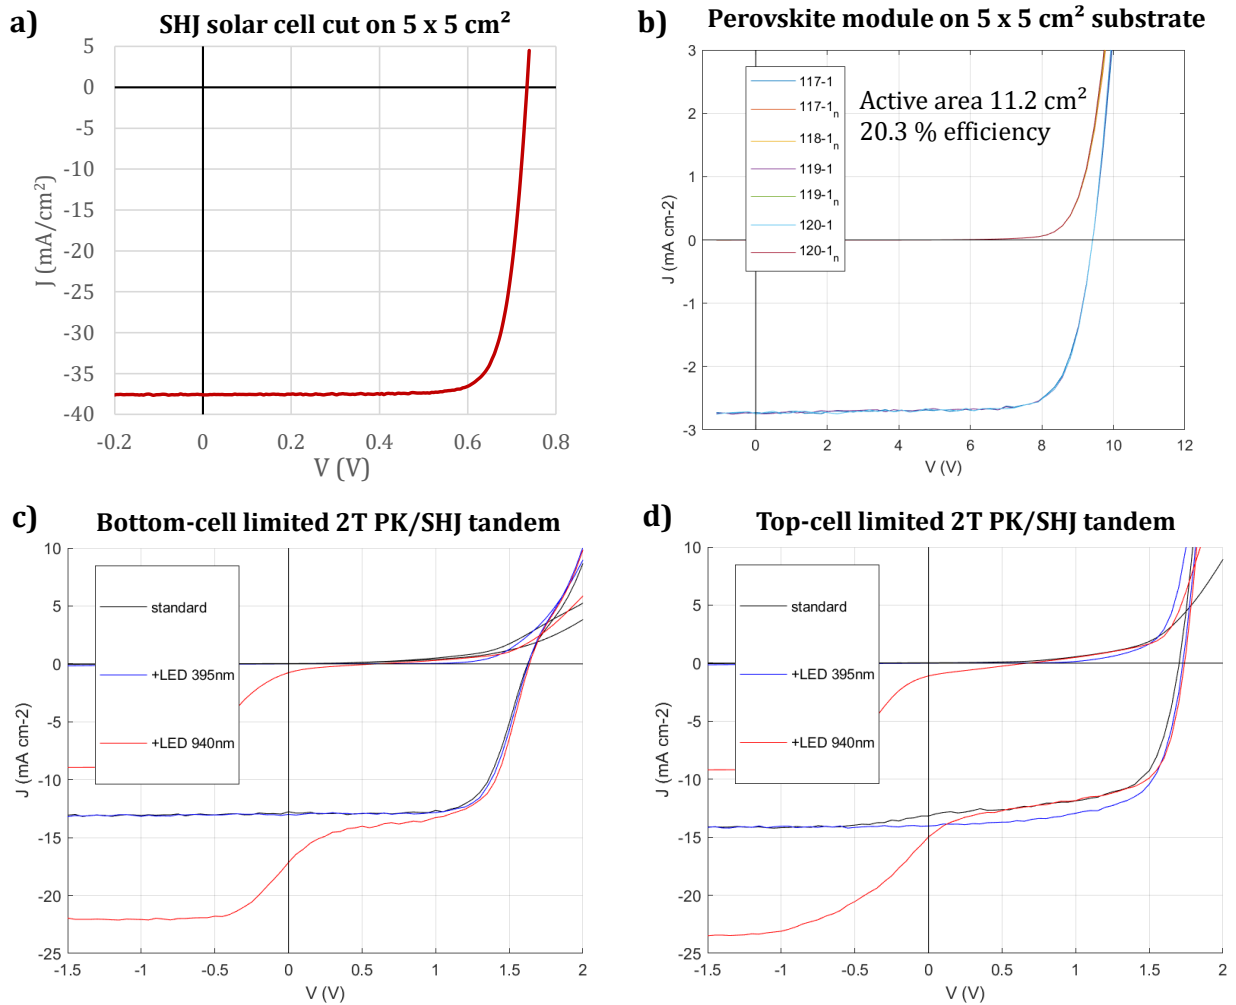 a)
SHJ solar cell cut on 5 x 5 cm²
5
0
-5
-10
-15
-20
-25
-30
-35
-40
J (mA/cm²)
-0.2
0
0.2
0.4
0.6
0.8
V (V)
b)
Perovskite module on 5 x 5 cm² substrate
3
2
1
0
-1
-2
-3
J (mA cm-2)
117-1
117-1n
118-1n
119-1
119-1n
120-1
120-1n
Active area 11.2 cm²
20.3 % efficiency
0
2
4
6
8
10
12
V (V)
c)
Bottom-cell limited 2T PK/SHJ tandem
10
5
0
-5
-10
-15
-20
-25
J (mA cm-2)
standard
+LED 395nm
+LED 940nm
-1.5
-1
-0.5
0
0.5
1
1.5
2
V (V)
d)
Top-cell limited 2T PK/SHJ tandem
10
5
0
-5
-10
-15
-20
-25
J (mA cm-2)
standard
+LED 395nm
+LED 940nm
-1.5
-1
-0.5
0
0.5
1
1.5
2
V (V)